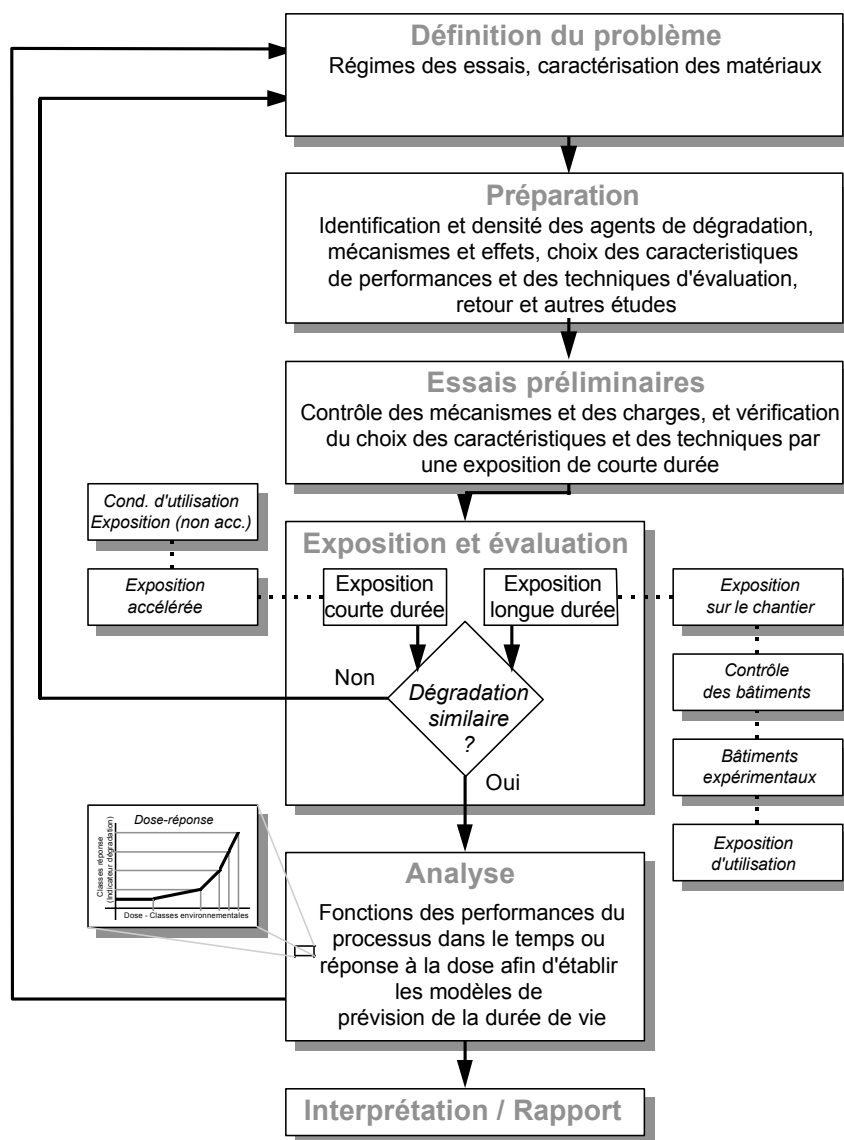 Définition du problème
Régimes des essais, caractérisation des matériaux
Préparation
Identification et densité des agents de dégradation,
mécanismes et effets, choix des caracteristiques
de performances et des techniques d'évaluation,
retour et autres études
Essais préliminaires
Contrôle des mécanismes et des charges, et vérification
du choix des caractéristiques et des techniques par
une exposition de courte durée
Cond. d'utilisation
Exposition (non acc.)
Exposition
accélérée
Exposition et évaluation
Exposition
courte durée
Exposition
longue durée
Exposition
sur le chantier
Contrôle
des bâtiments
Bâtiments
expérimentaux
Exposition
d'utilisation
Non
Dégradation
similaire
?
Oui
Dose-réponse
Classes réponse
(Indicateur dégradation)
Dose - Classes environnementales
Analyse
Fonctions des performances du
processus dans le temps ou
réponse à la dose afin d'établir
les modèles de
prévision de la durée de vie
Interprétation / Rapport